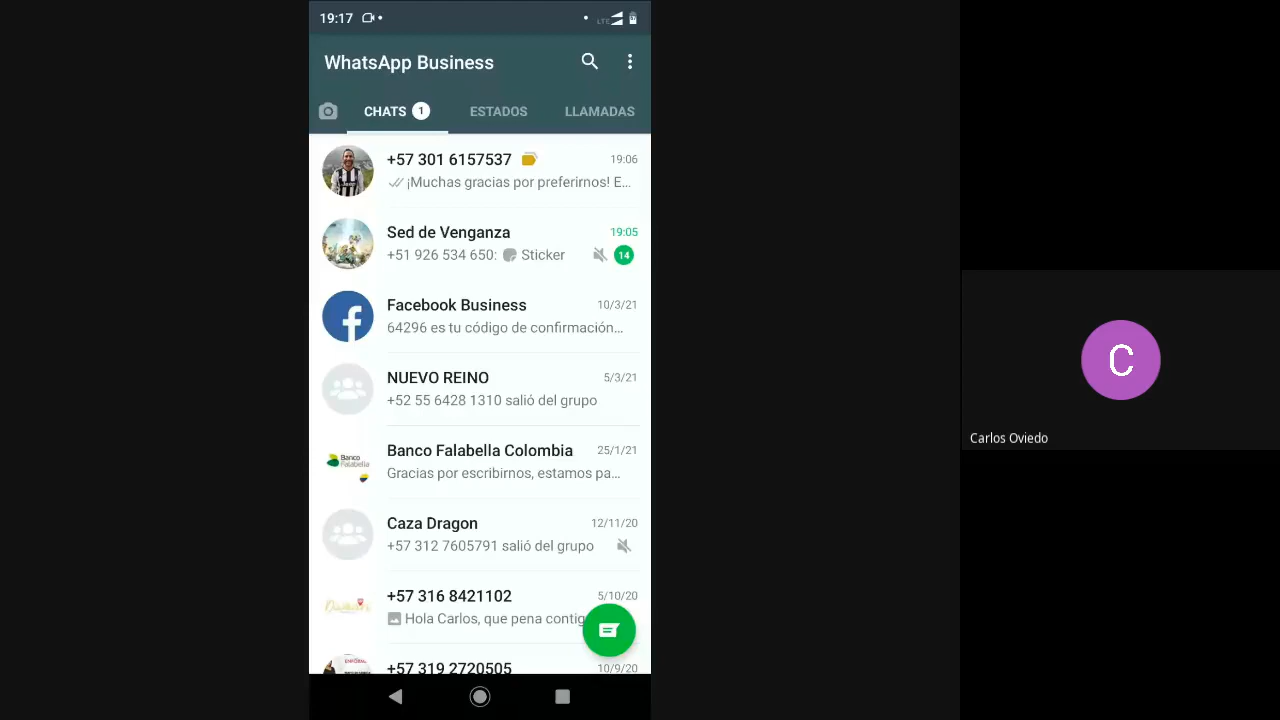 19:17
LTE
WhatsApp Business
CHATS 1
ESTADOS
LLAMADAS
+57 301 6157537
19:06
¡Muchas gracias por preferirnos! E...
Sed de Venganza
19:05
+51 926 534 650: Sticker
14
Facebook Business
10/3/21
64296 es tu código de confirmación...
NUEVO REINO
5/3/21
+52 55 6428 1310 salió del grupo
Banco Falabella Colombia
25/1/21
Banco
Falabella
Gracias por escribirnos, estamos pa...
Caza Dragon
12/11/20
+57 312 7605791 salió del grupo
+57 316 8421102
5/10/20
Hola Carlos, que pena contig
+57 319 2720505
10/9/20
C
Carlos Oviedo